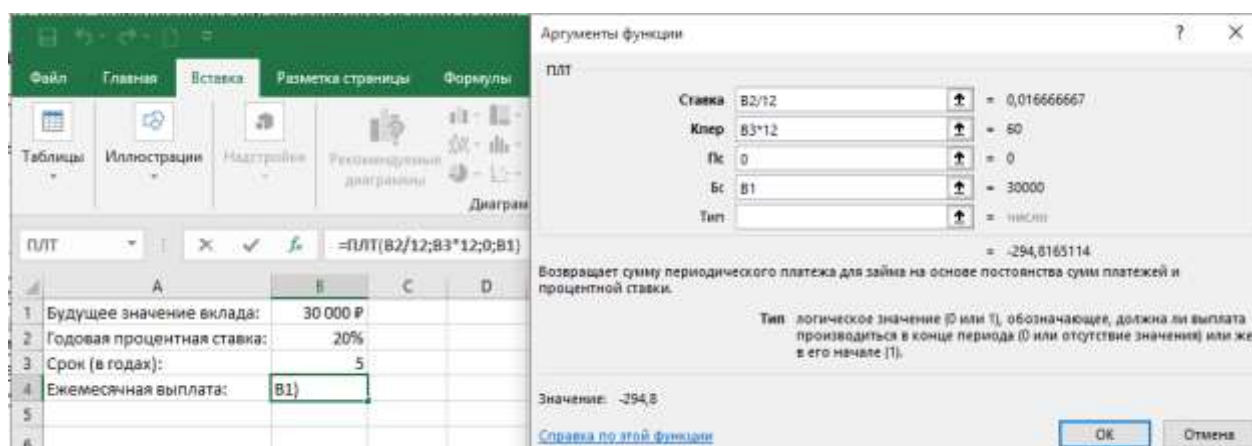 Файл Главная Вставка Разметка страницы Формулы
Таблицы Иллюстрации Надстройки Рекомендуемые диаграммы
Диаграм
ПЛТ =ПЛТ(B2/12;B3*12;0;B1)
A B C D
1 Будущее значение вклада: 30 000 ₽
2 Годовая процентная ставка: 20%
3 Срок (в годах): 5
4 Ежемесячная выплата: B1)
5
6
Аргументы функции ? ×
ПЛТ
Ставка B2/12 = 0,016666667
Кпер B3*12 = 60
Пс 0 = 0
Бс B1 = 30000
Тип = число
= -294,8165114
Возвращает сумму периодического платежа для займа на основе постоянства сумм платежей и
процентной ставки.
Тип логическое значение (0 или 1), обозначающее, должна ли выплата
производиться в конце периода (0 или отсутствие значения) или же
в его начале (1).
Значение: -294,8
Справка по этой функции OK Отмена